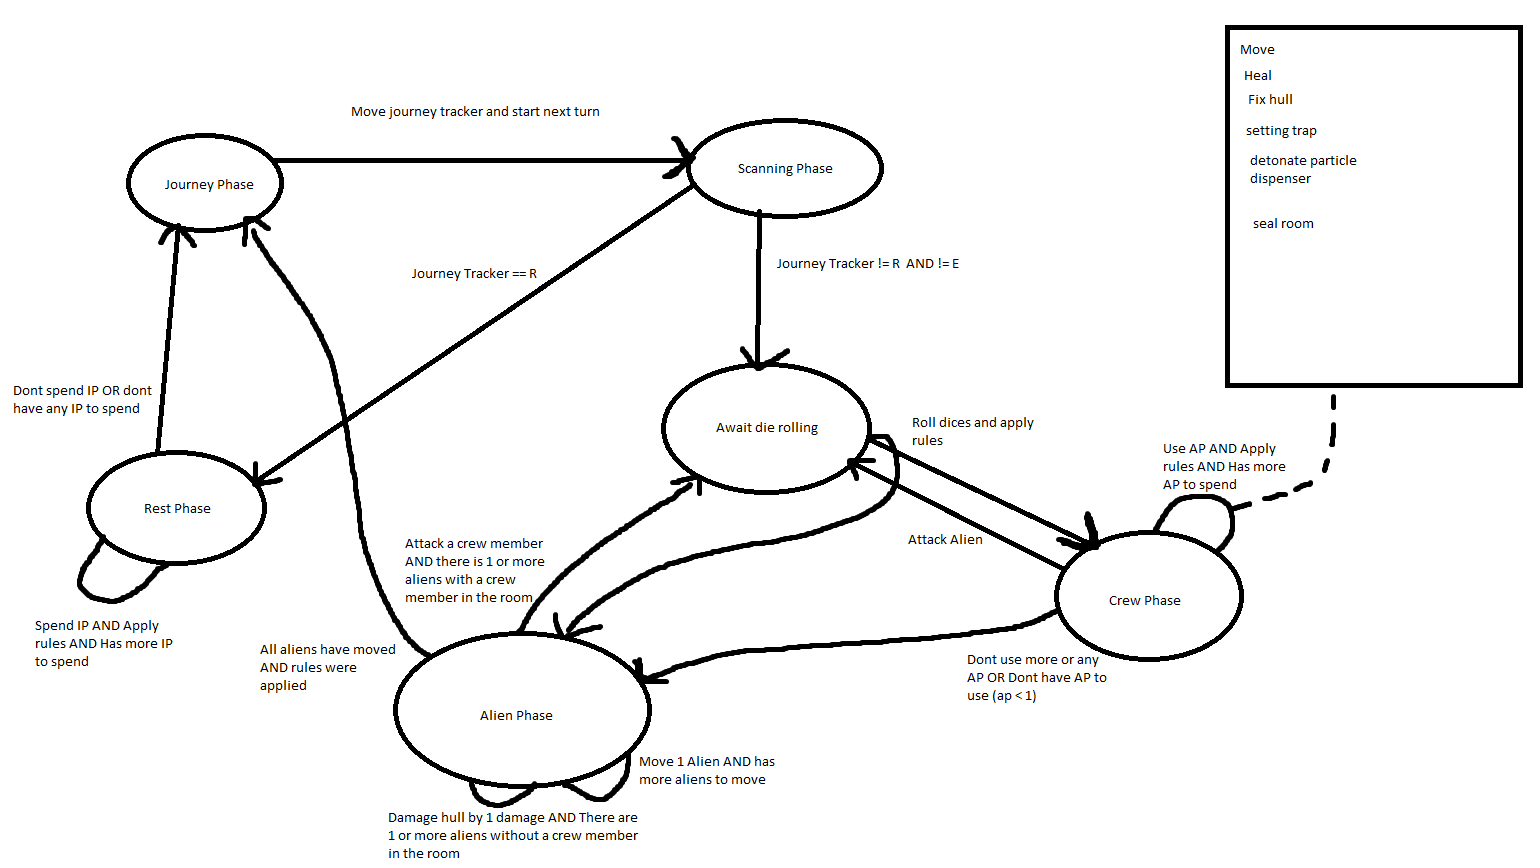 Move
Heal
Fix hull
setting trap
detonate particle
dispenser
seal room
Move journey tracker and start next turn
Journey Phase
Scanning Phase
Journey Tracker == R
Journey Tracker != R  AND != E
Dont spend IP OR dont
have any IP to spend
Await die rolling
Roll dices and apply
rules
Use AP AND Apply
rules AND Has more
AP to spend
Rest Phase
Attack a crew member
AND there is 1 or more
aliens with a crew
member in the room
Attack Alien
Crew Phase
Spend IP AND Apply
rules AND Has more IP
to spend
All aliens have moved
AND rules were
applied
Dont use more or any
AP OR Dont have AP to
use (ap < 1)
Alien Phase
Move 1 Alien AND has
more aliens to move
Damage hull by 1 damage AND There are
1 or more aliens without a crew member
in the room